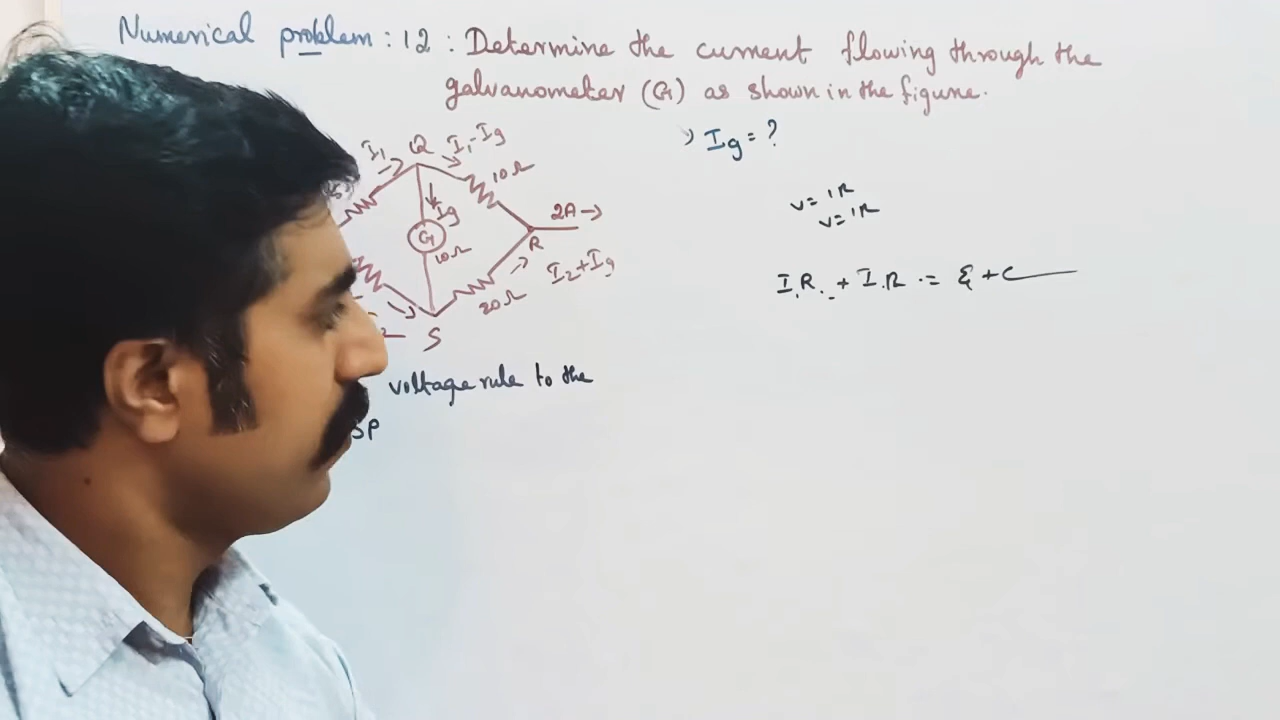 Numerical problem : 12 : Determine the current flowing through the
galvanometer (G) as shown in the figure.
Ig = ?
I₁
Q
I₁-Ig
10Ω
Ig
G
10Ω
2A
R
I₂+Ig
20Ω
S
V = IR
V = IR
I.R. + I.R. = E + C
voltage rule to the
SP